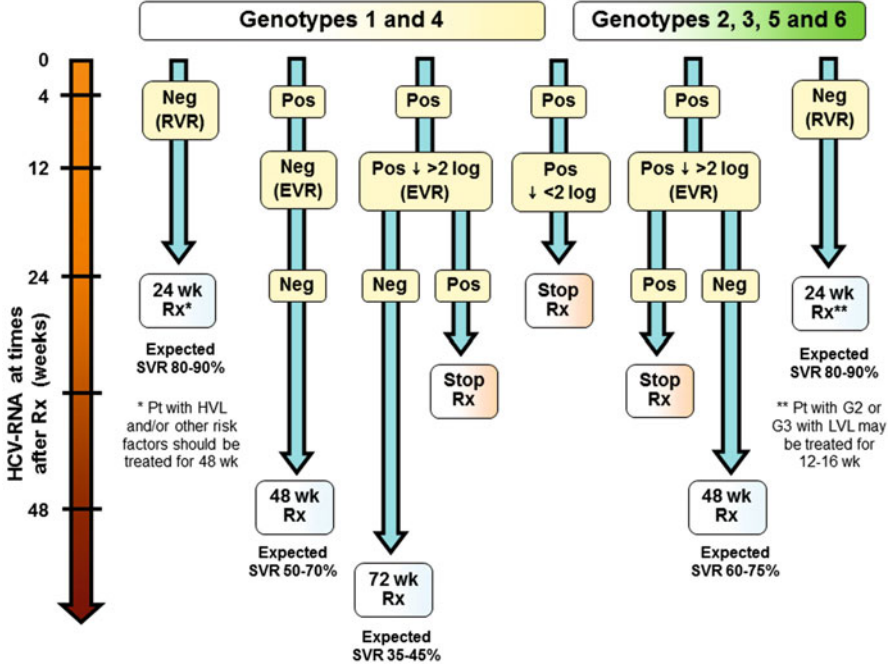 Genotypes 1 and 4
Genotypes 2, 3, 5 and 6
HCV-RNA at times
after Rx (weeks)
0
4
12
24
48
Neg
(RVR)
24 wk
Rx*
Expected
SVR 80-90%
* Pt with HVL
and/or other risk
factors should be
treated for 48 wk
Pos
Neg
(EVR)
Neg
48 wk
Rx
Expected
SVR 50-70%
Pos
Pos ↓ >2 log
(EVR)
Neg
Pos
72 wk
Rx
Expected
SVR 35-45%
Stop
Rx
Pos
Pos
↓ <2 log
Stop
Rx
Pos
Pos ↓ >2 log
(EVR)
Pos
Neg
Stop
Rx
48 wk
Rx
Expected
SVR 60-75%
Neg
(RVR)
24 wk
Rx**
Expected
SVR 80-90%
** Pt with G2 or
G3 with LVL may
be treated for
12-16 wk